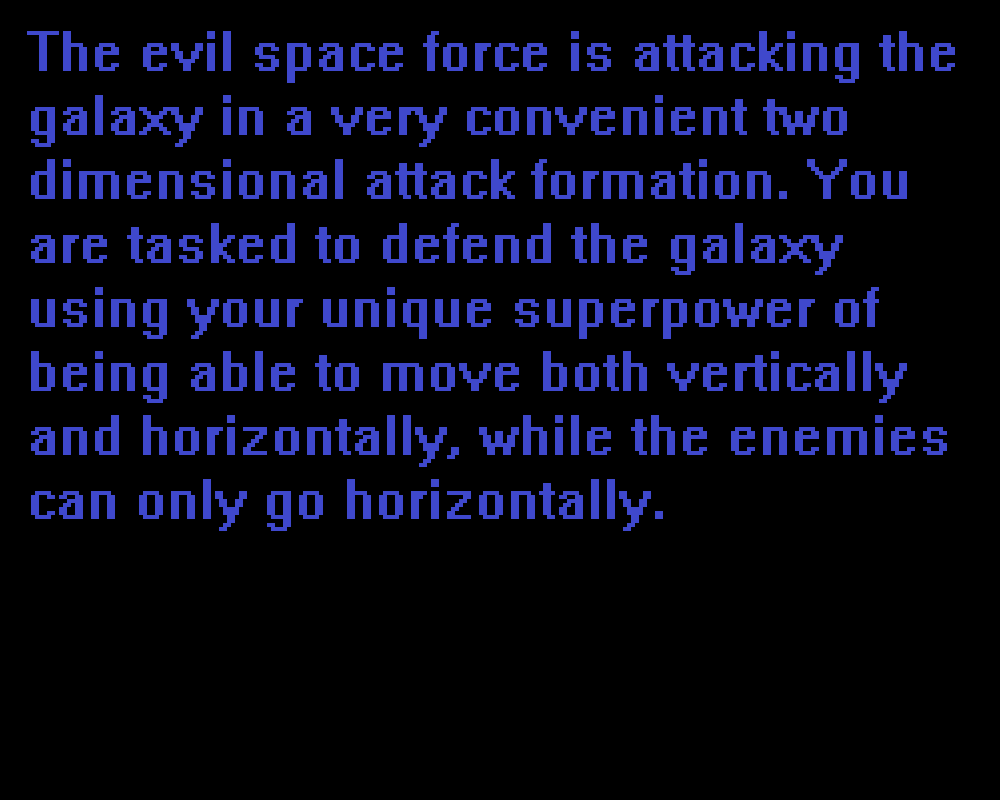 The evil space force is attacking the
galaxy in a very convenient two
dimensional attack formation. You
are tasked to defend the galaxy
using your unique superpower of
being able to move both vertically
and horizontally, while the enemies
can only go horizontally.